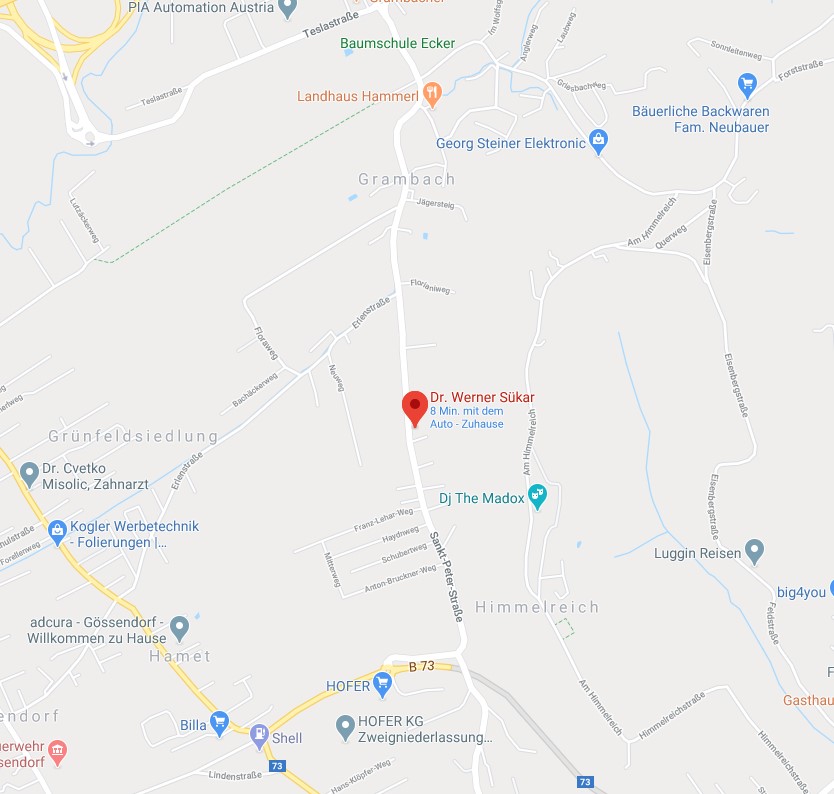 PIA Automation Austria
Grambacher
Teslastraße
Im Wolfsg
Angerweg
Laubweg
Baumschule Ecker
Sonnleitenweg
Forststraße
Teslastraße
Griesbachweg
Landhaus Hammerl
Bäuerliche Backwaren
Fam. Neubauer
Georg Steiner Elektronic
Grambach
Jägersteig
Lutzäckerweg
Am Himmelreich
Querweg
Eisenbergstraße
Florianiweg
Erlenstraße
Floraweg
Neuweg
Bachäckerweg
Eisenbergstraße
Dr. Werner Sükar
8 Min. mit dem
Auto - Zuhause
Am Himmelreich
Grünfeldsiedlung
Erlenstraße
Dr. Cvetko
Misolic, Zahnarzt
Dj The Madox
Eisenbergstraße
Kogler Werbetechnik
- Folierungen |...
hulstraße
Forellenweg
Franz-Lehar-Weg
Haydnweg
Schubertweg
Anton-Bruckner-Weg
Mitterweg
Sankt-Peter-Straße
Luggin Reisen
big4you
Feldstraße
Himmelreich
adcura - Gössendorf -
Willkommen zu Hause
Hamet
B 73
HOFER
Am Himmelreich
Himmelreichstraße
Himmelreichstraße
Gasthau
endorf
Billa
Shell
HOFER KG
Zweigniederlassung...
uerwehr
ssendorf
73
Lindenstraße
Hans-Klöpfer-Weg
73